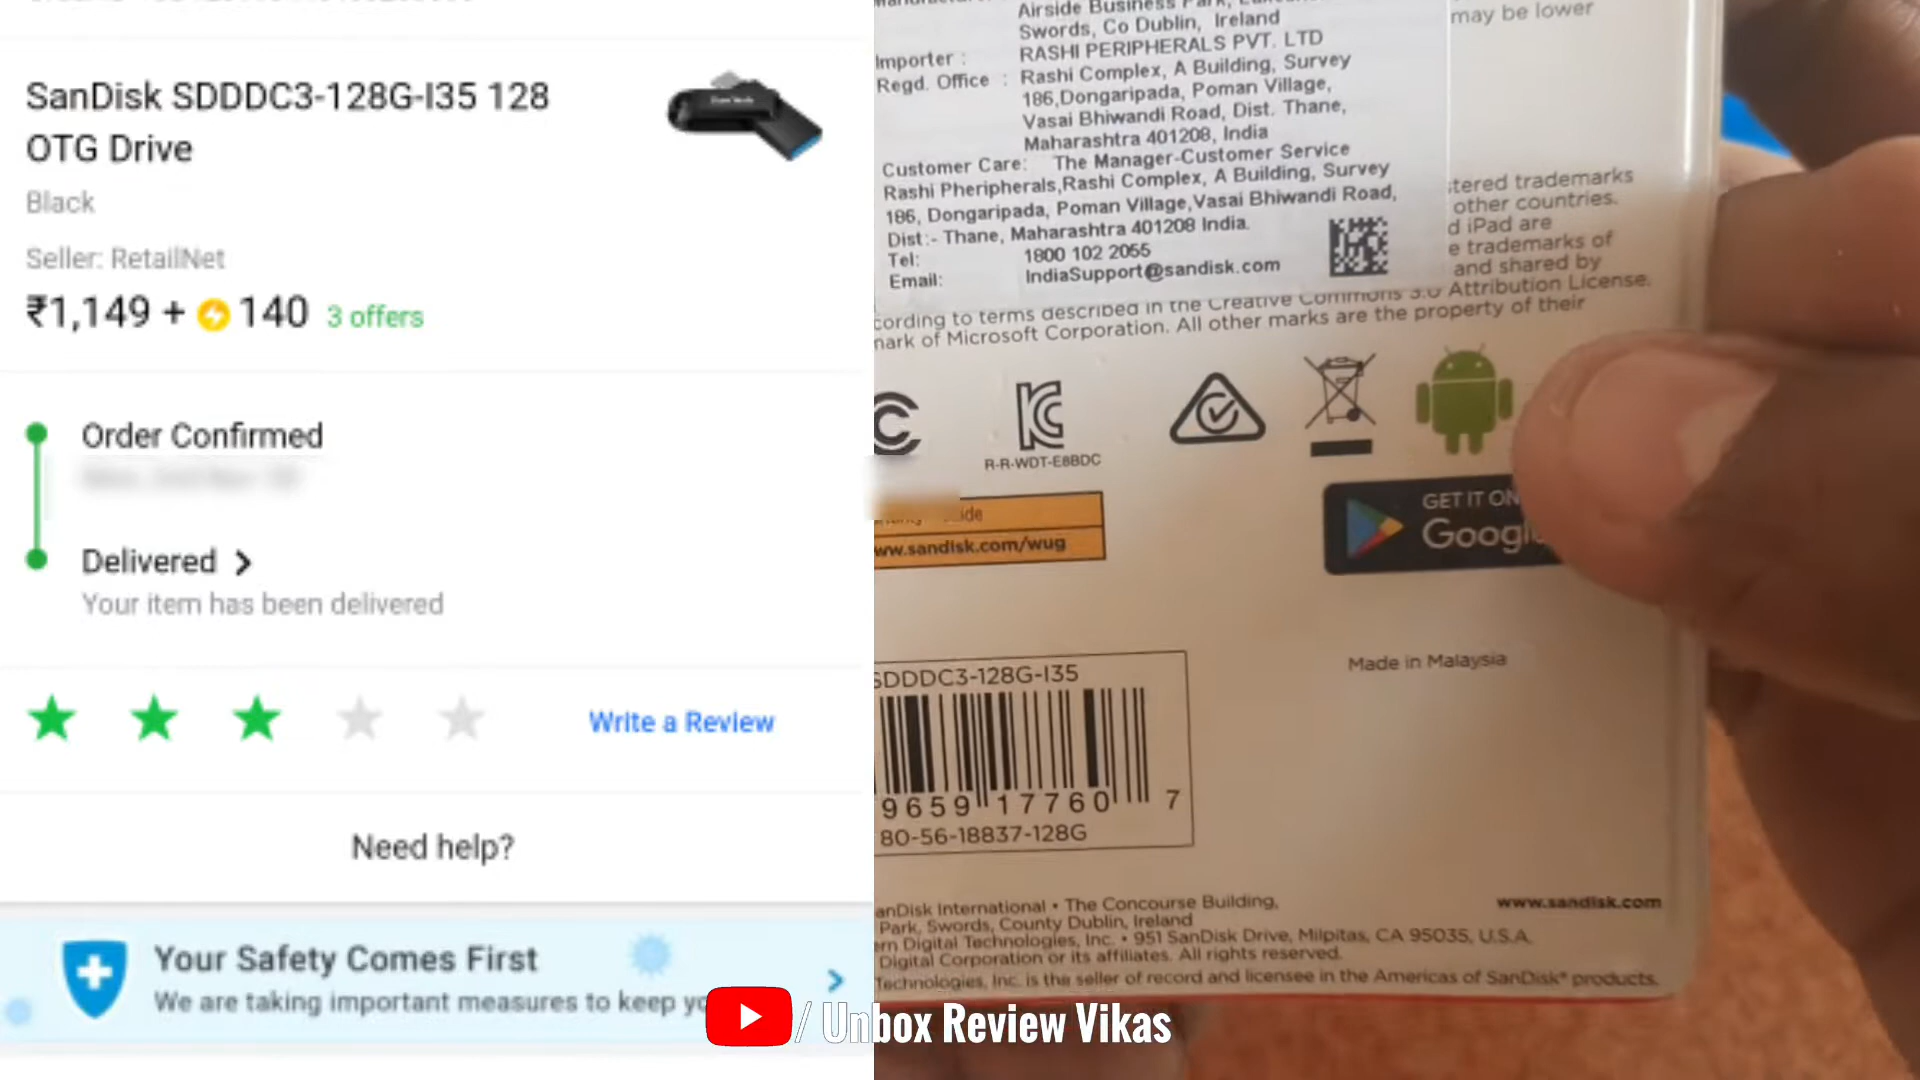 SanDisk SDDDC3-128G-I35 128
OTG Drive
Black
Seller: RetailNet
₹1,149 + 140 3 offers
Order Confirmed
Delivered
Your item has been delivered
Write a Review
Need help?
Your Safety Comes First
We are taking important measures to keep
/ Unbox Review Vikas
Airside Business Park,
Swords, Co Dublin, Ireland
Importer : RASHI PERIPHERALS PVT. LTD
Regd. Office : Rashi Complex, A Building, Survey
186,Dongaripada, Poman Village,
Vasai Bhiwandi Road, Dist. Thane,
Maharashtra 401208, India
Customer Care: The Manager-Customer Service
Rashi Pheripherals,Rashi Complex, A Building, Survey
186, Dongaripada, Poman Village,Vasai Bhiwandi Road,
Dist:- Thane, Maharashtra 401208 India.
Tel: 1800 102 2055
Email: IndiaSupport@sandisk.com
may be lower
tered trademarks
other countries.
d iPad are
e trademarks of
and shared by
cording to terms described in the Creative Commons 3.0 Attribution License.
mark of Microsoft Corporation. All other marks are the property of their
R-R-WDT-E8BDC
ide
ww.sandisk.com/wug
GET IT ON
Google
SDDDC3-128G-I35
9659 17760 7
80-56-18837-128G
Made in Malaysia
anDisk International • The Concourse Building,
Park, Swords, County Dublin, Ireland
www.sandisk.com
ern Digital Technologies, Inc. • 951 SanDisk Drive, Milpitas, CA 95035, U.S.A.
Digital Corporation or its affiliates. All rights reserved.
Technologies, Inc. is the seller of record and licensee in the Americas of SanDisk® products.